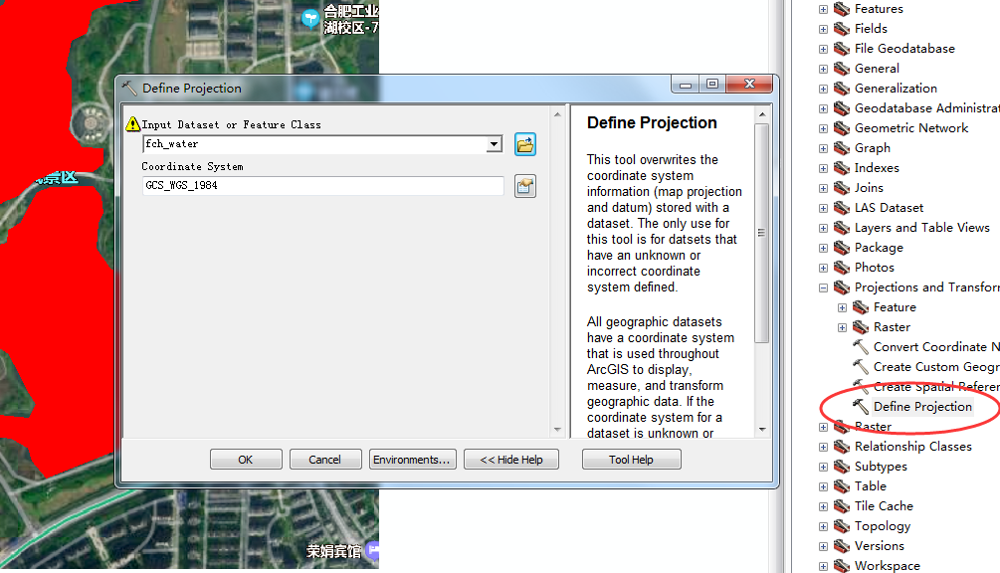 合肥工业
湖校区-7
景区
荣娟宾馆
Define Projection
Input Dataset or Feature Class
fch_water
Coordinate System
GCS_WGS_1984
Define Projection
This tool overwrites the
coordinate system
information (map projection
and datum) stored with a
dataset. The only use for
this tool is for datsets that
have an unknown or
incorrect coordinate
system defined.
All geographic datasets
have a coordinate system
that is used throughout
ArcGIS to display,
measure, and transform
geographic data. If the
coordinate system for a
dataset is unknown or
OK
Cancel
Environments...
<< Hide Help
Tool Help
Features
Fields
File Geodatabase
General
Generalization
Geodatabase Administrat
Geometric Network
Graph
Indexes
Joins
LAS Dataset
Layers and Table Views
Package
Photos
Projections and Transforn
Feature
Raster
Convert Coordinate N
Create Custom Geogr
Create Spatial Referen
Define Projection
Raster
Relationship Classes
Subtypes
Table
Tile Cache
Topology
Versions
Workspace